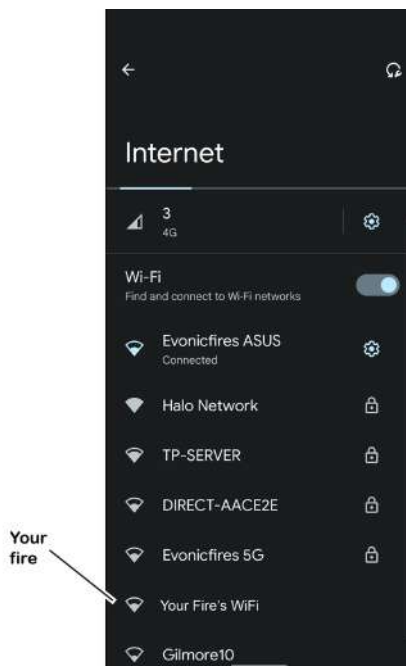 Internet
3
4G
Wi-Fi
Find and connect to Wi-Fi networks
Evonicfires ASUS
Connected
Halo Network
TP-SERVER
DIRECT-AACE2E
Evonicfires 5G
Your
fire
Your Fire's WiFi
Gilmore10